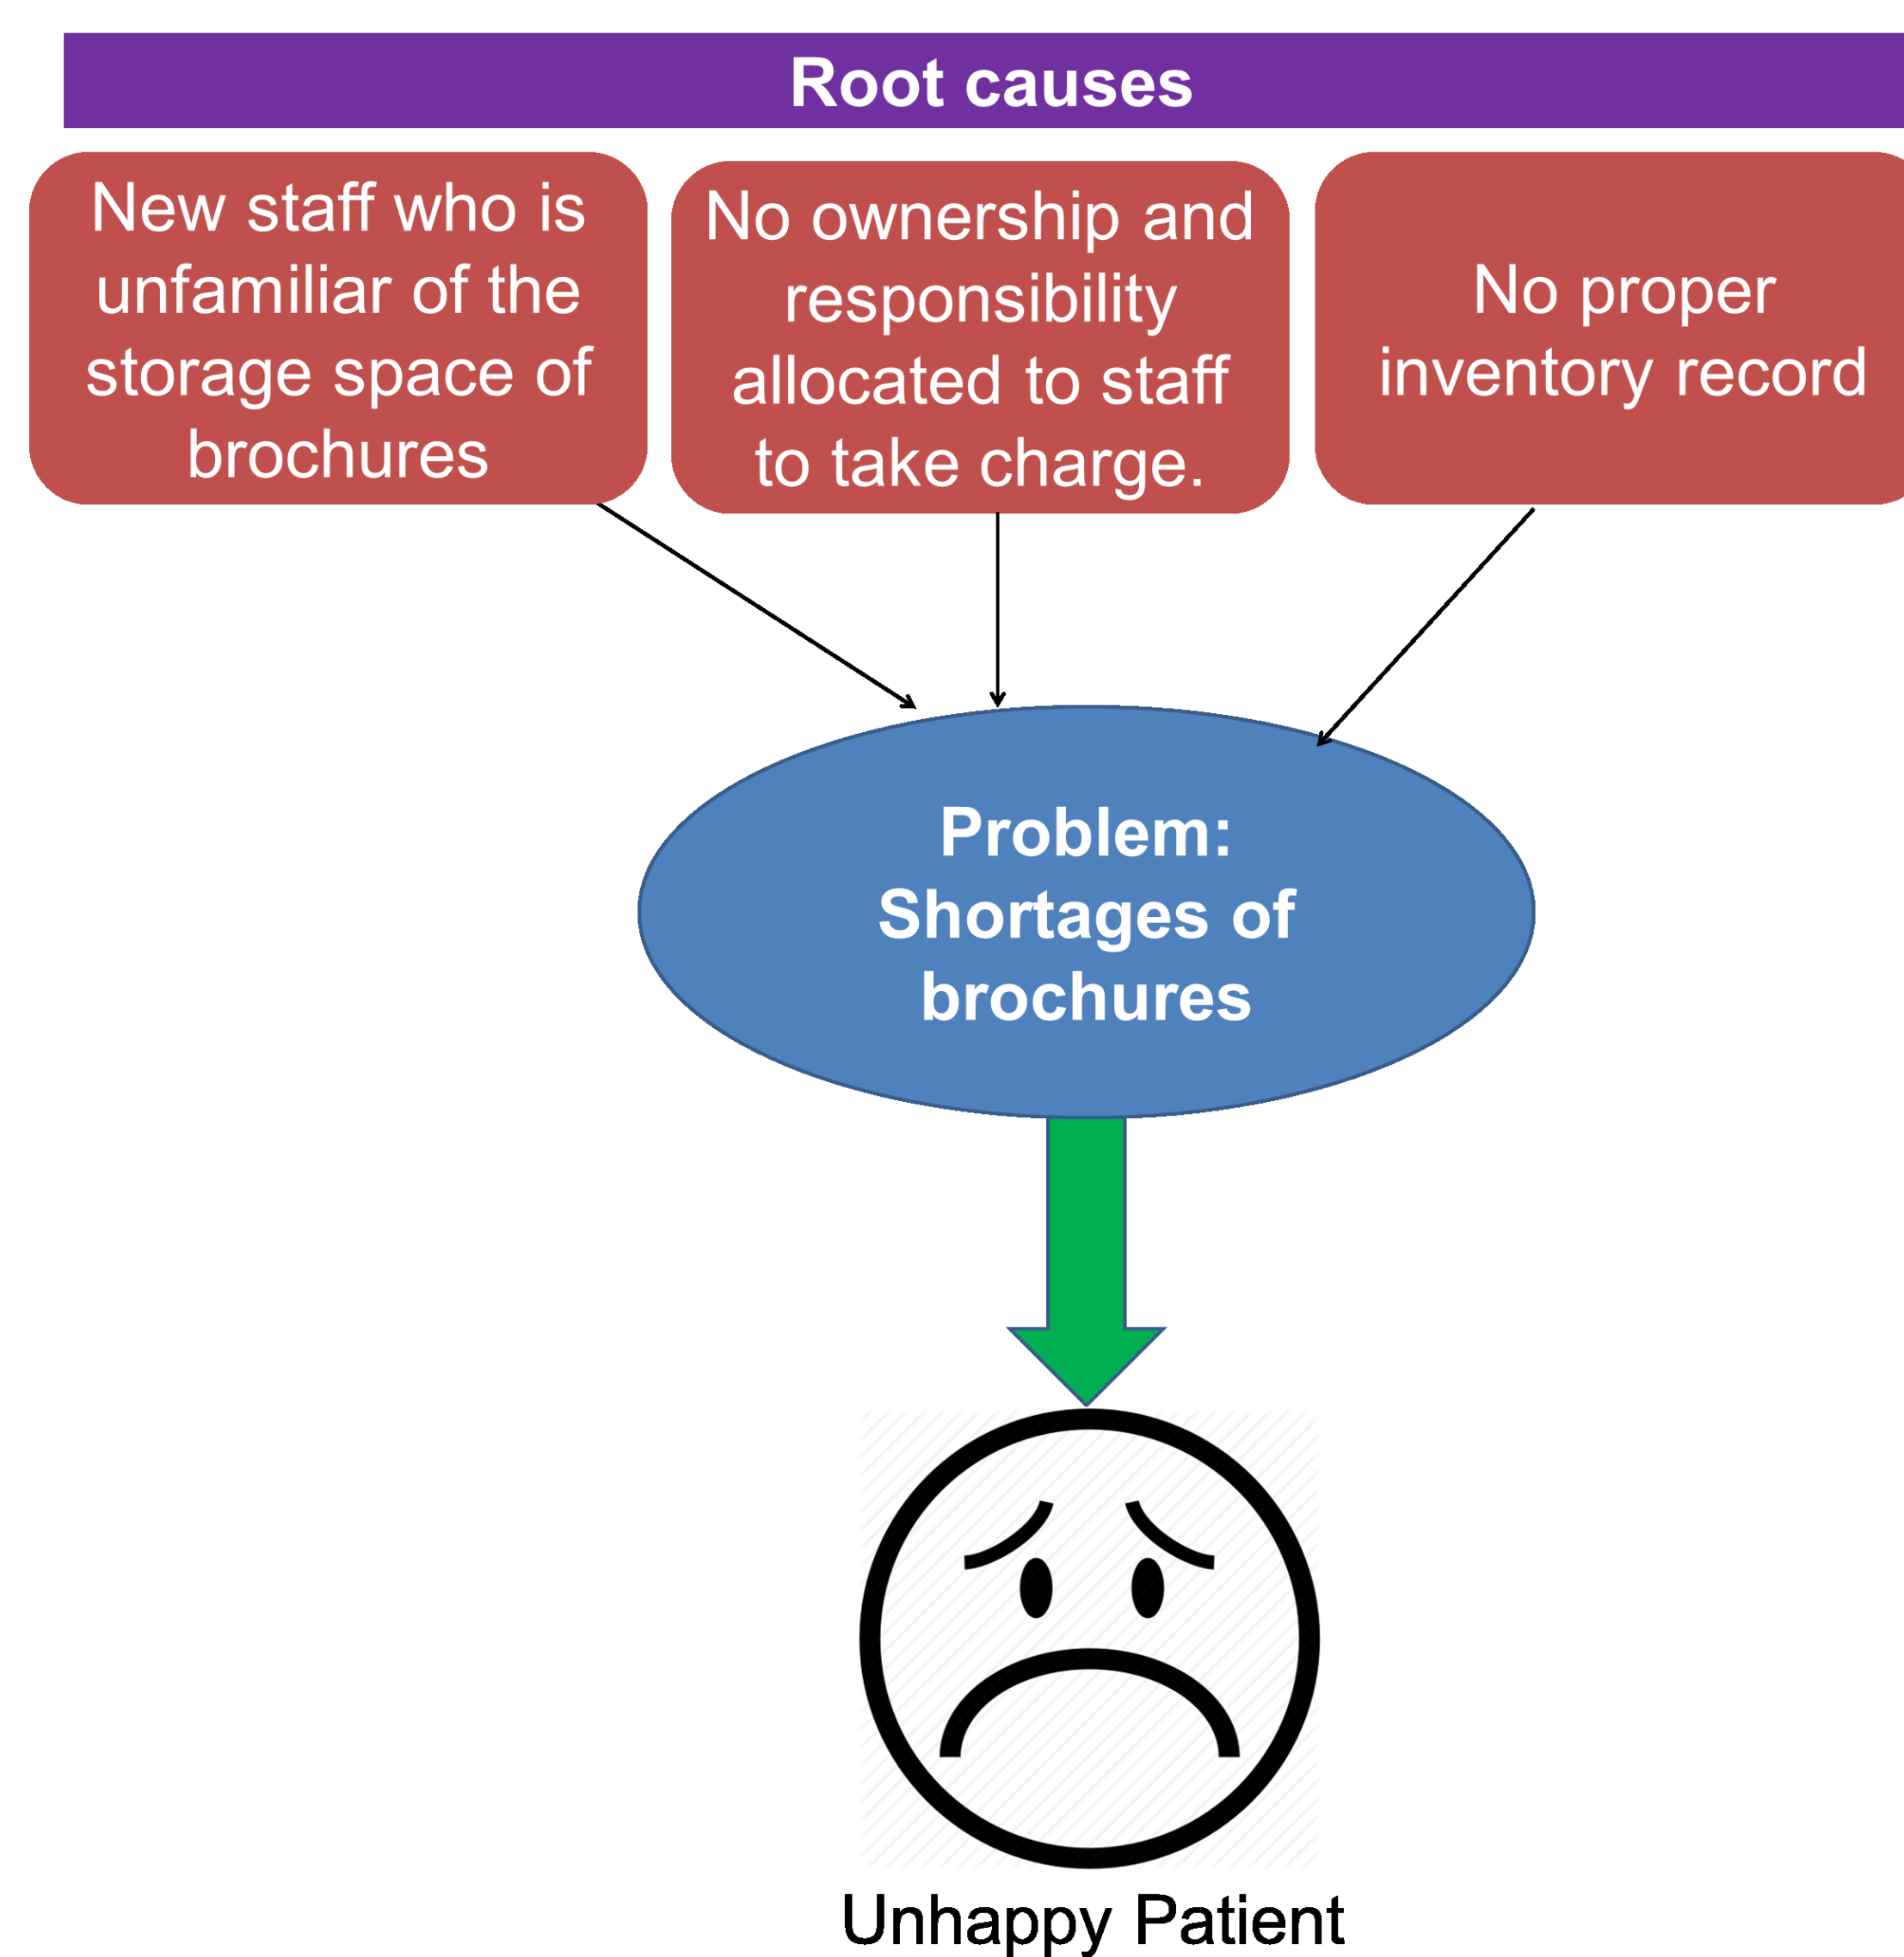 Root causes
New staff who is
unfamiliar of the
storage space of
brochures
No ownership and
responsibility
allocated to staff
to take charge.
No proper
inventory record
Problem:
Shortages of
brochures
Unhappy Patient